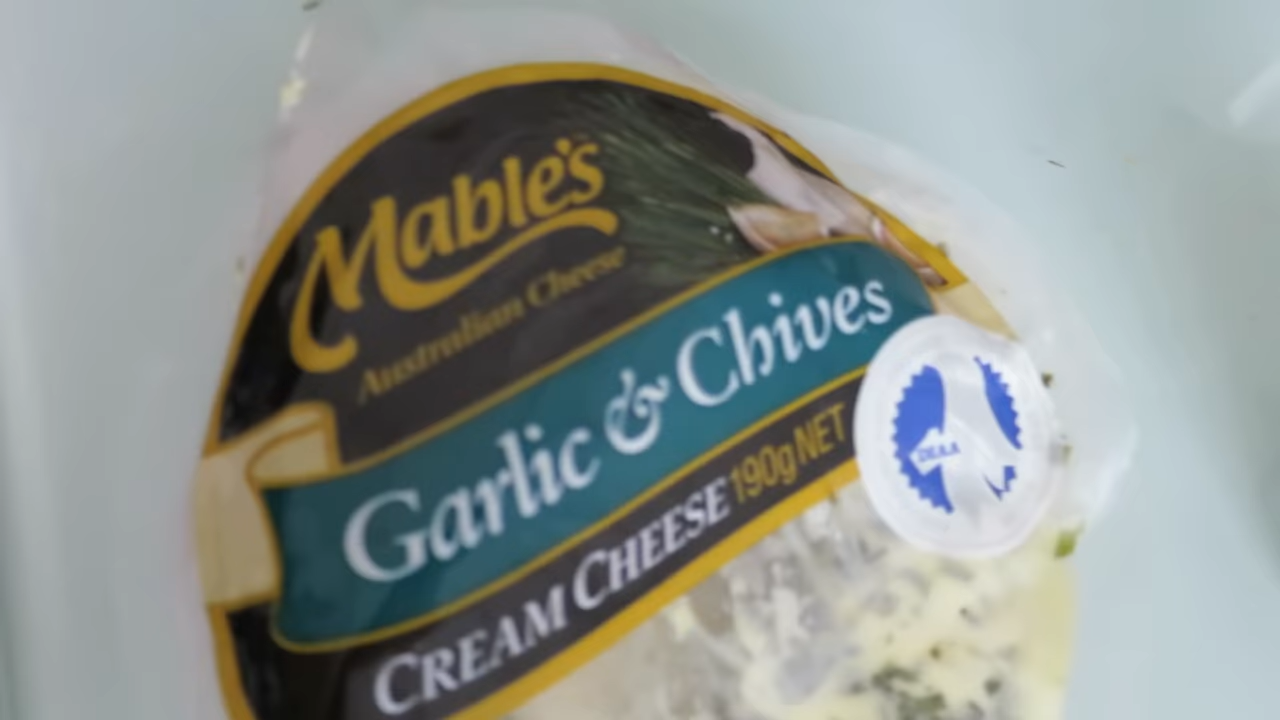 Mable's
Australian Cheese
Garlic & Chives
CREAM CHEESE 190g NET